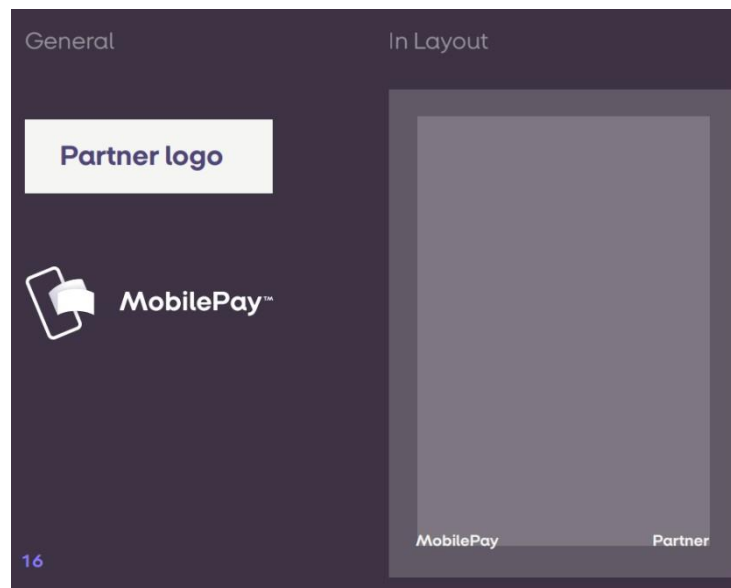 General
In Layout
Partner logo
MobilePay™
MobilePay
Partner
16